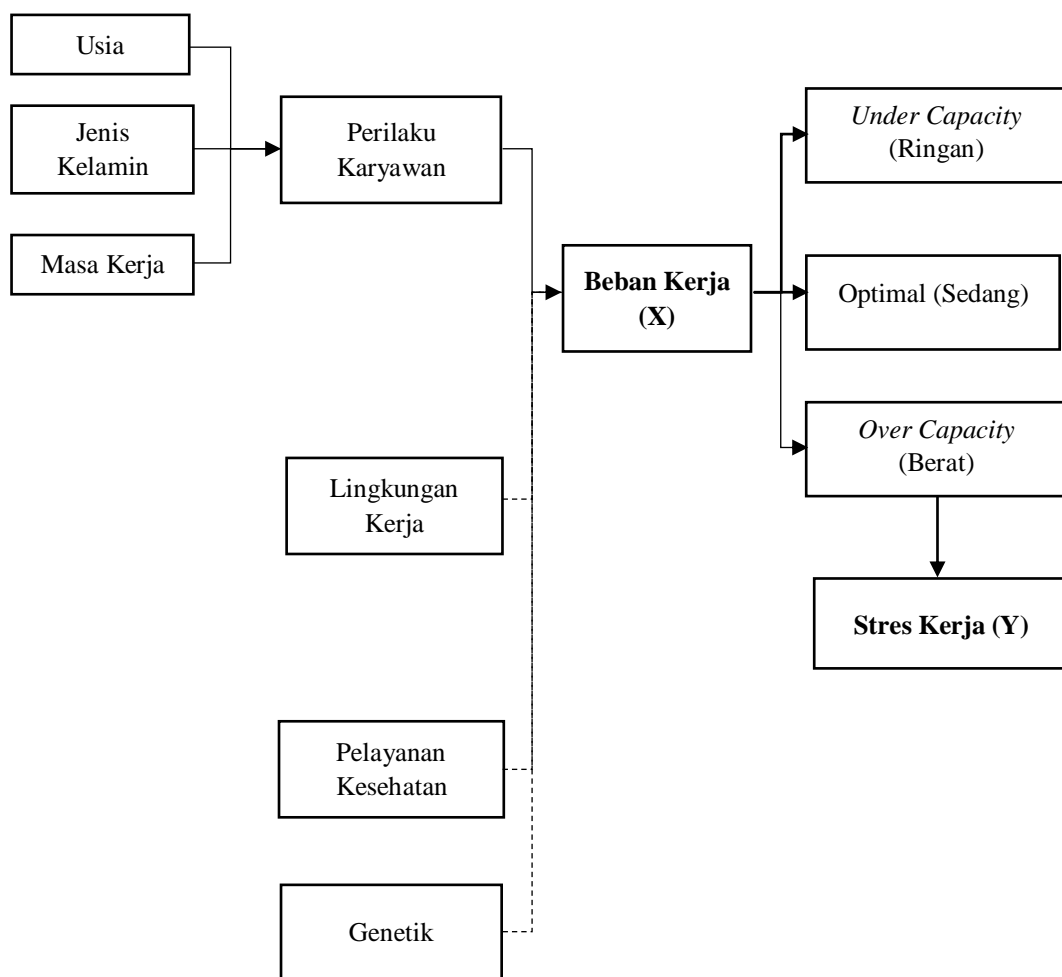 Usia
Jenis
Kelamin
Masa Kerja
Perilaku
Karyawan
Lingkungan
Kerja
Pelayanan
Kesehatan
Genetik
Beban Kerja
(X)
Under Capacity
(Ringan)
Optimal (Sedang)
Over Capacity
(Berat)
Stres Kerja (Y)